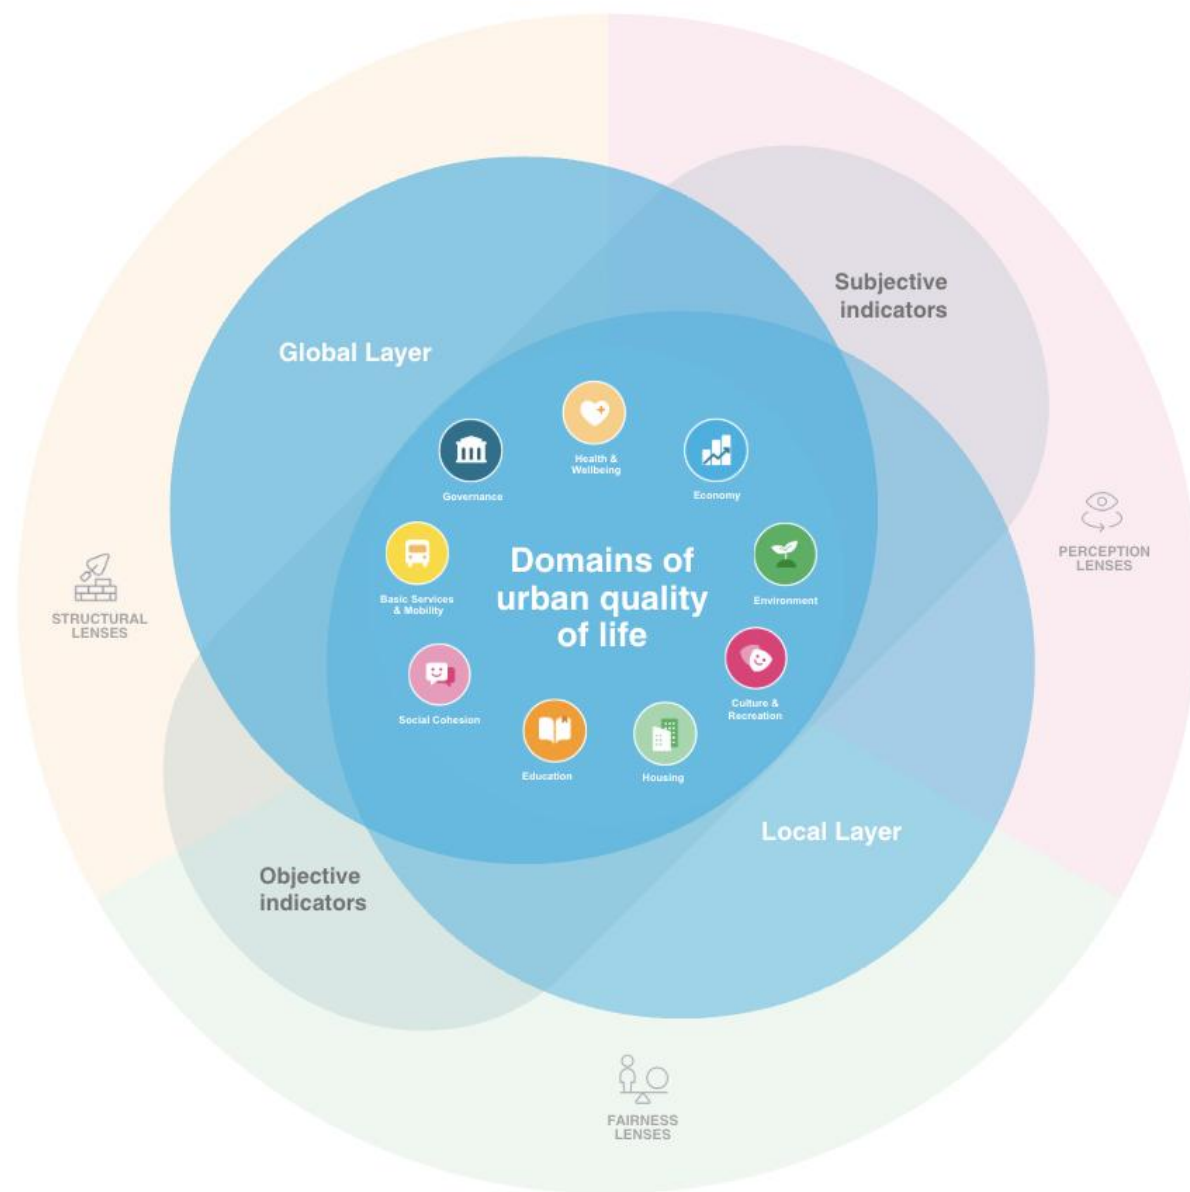 Subjective
indicators
Global Layer
Health &
Wellbeing
Governance
Economy
PERCEPTION
LENSES
Domains of
urban quality
of life
Basic Services
& Mobility
Environment
STRUCTURAL
LENSES
Culture &
Recreation
Social Cohesion
Education
Housing
Local Layer
Objective
indicators
FAIRNESS
LENSES